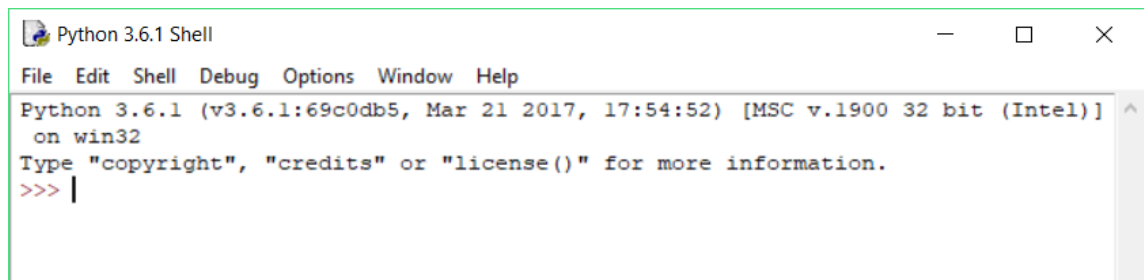 Python 3.6.1 Shell
File Edit Shell Debug Options Window Help
Python 3.6.1 (v3.6.1:69c0db5, Mar 21 2017, 17:54:52) [MSC v.1900 32 bit (Intel)]
on win32
Type "copyright", "credits" or "license()" for more information.
>>>